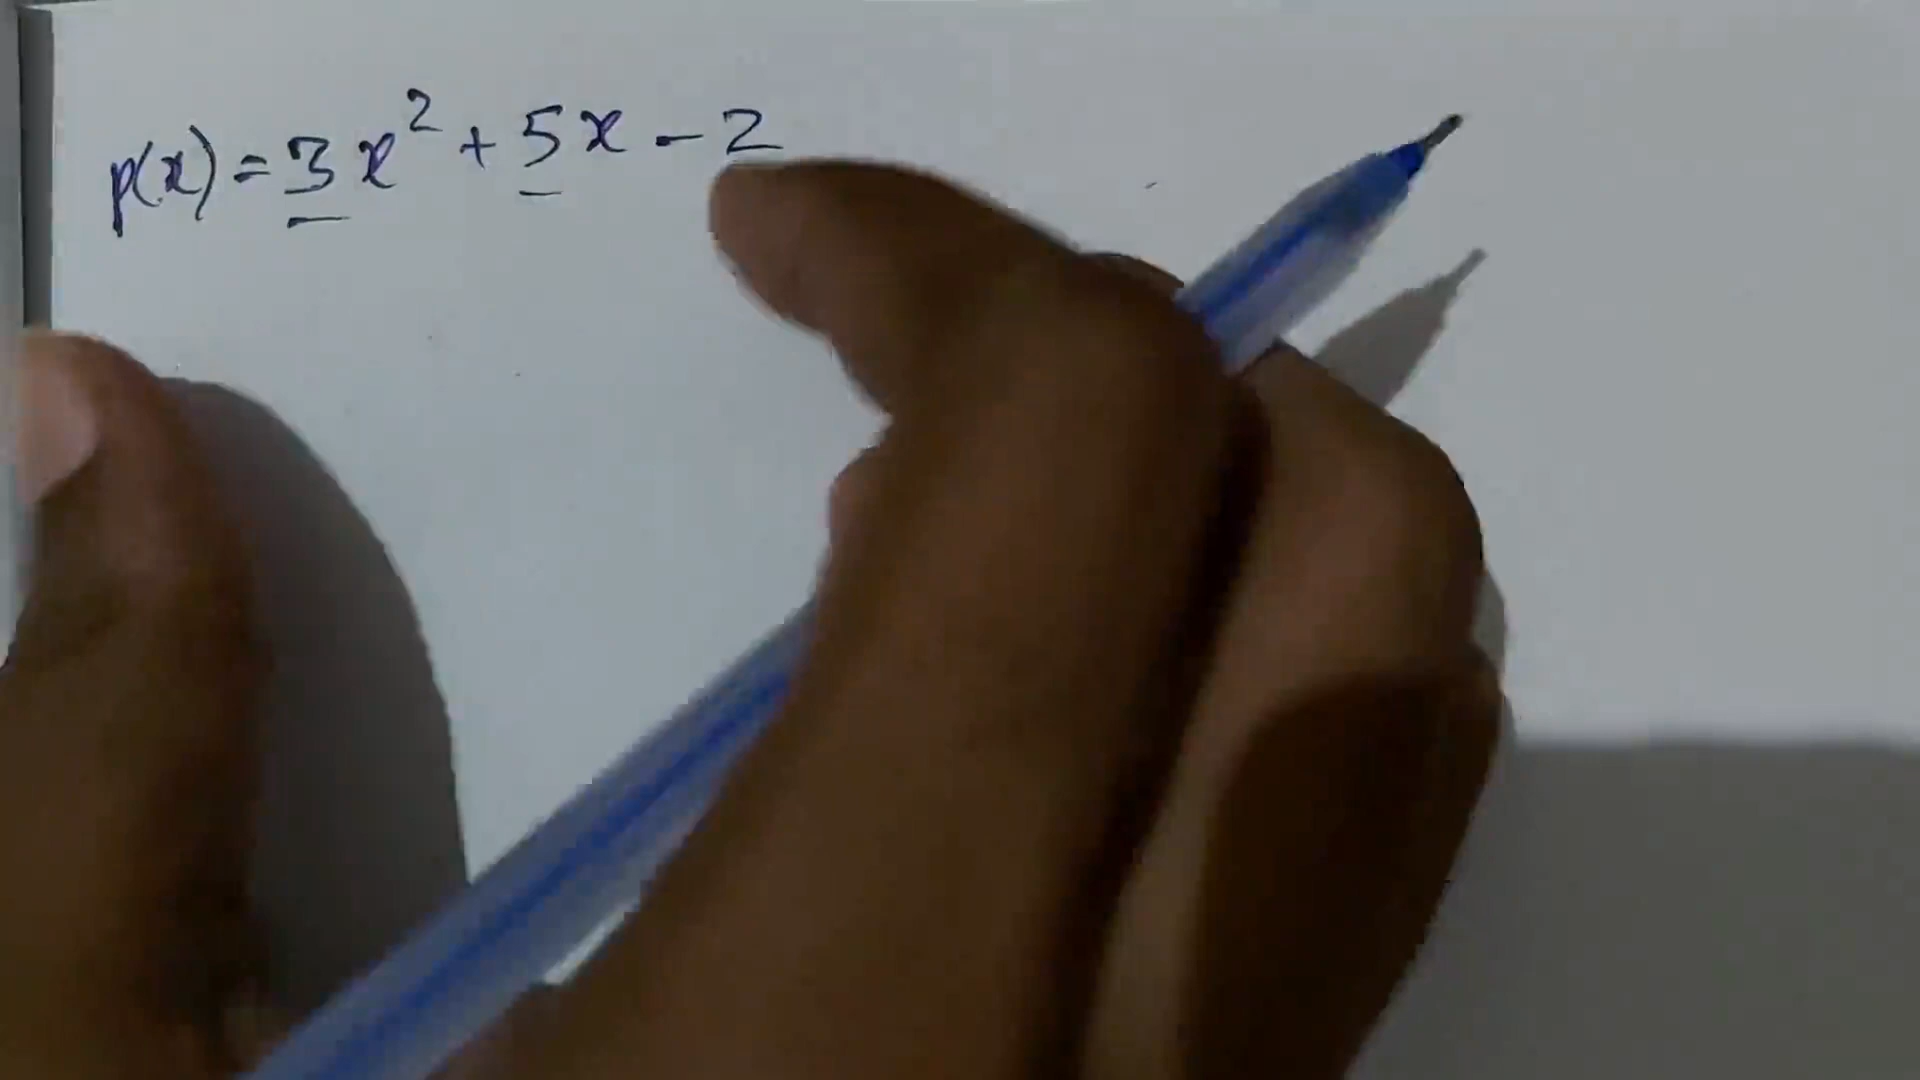 p(x) = 3x² + 5x - 2